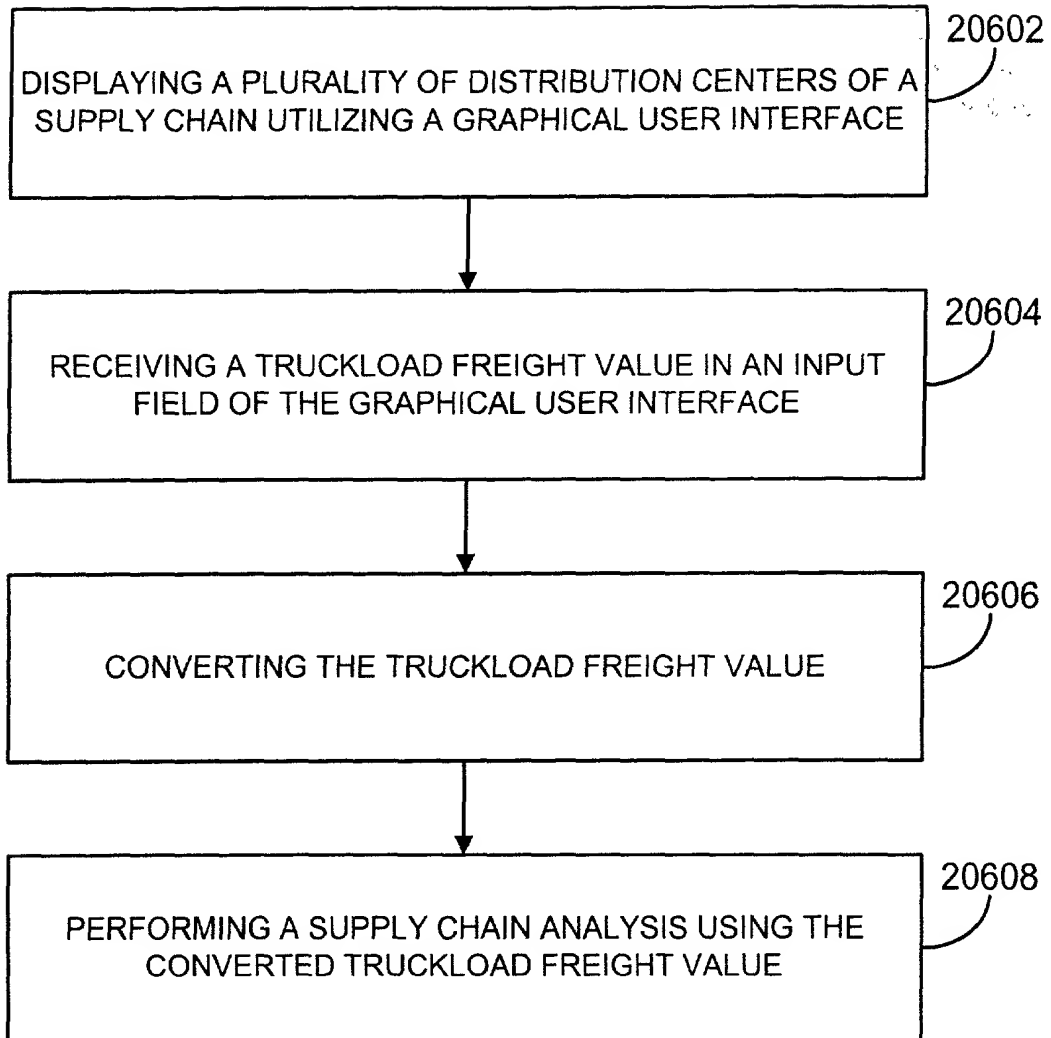 20602
DISPLAYING A PLURALITY OF DISTRIBUTION CENTERS OF A
SUPPLY CHAIN UTILIZING A GRAPHICAL USER INTERFACE
20604
RECEIVING A TRUCKLOAD FREIGHT VALUE IN AN INPUT
FIELD OF THE GRAPHICAL USER INTERFACE
20606
CONVERTING THE TRUCKLOAD FREIGHT VALUE
20608
PERFORMING A SUPPLY CHAIN ANALYSIS USING THE
CONVERTED TRUCKLOAD FREIGHT VALUE